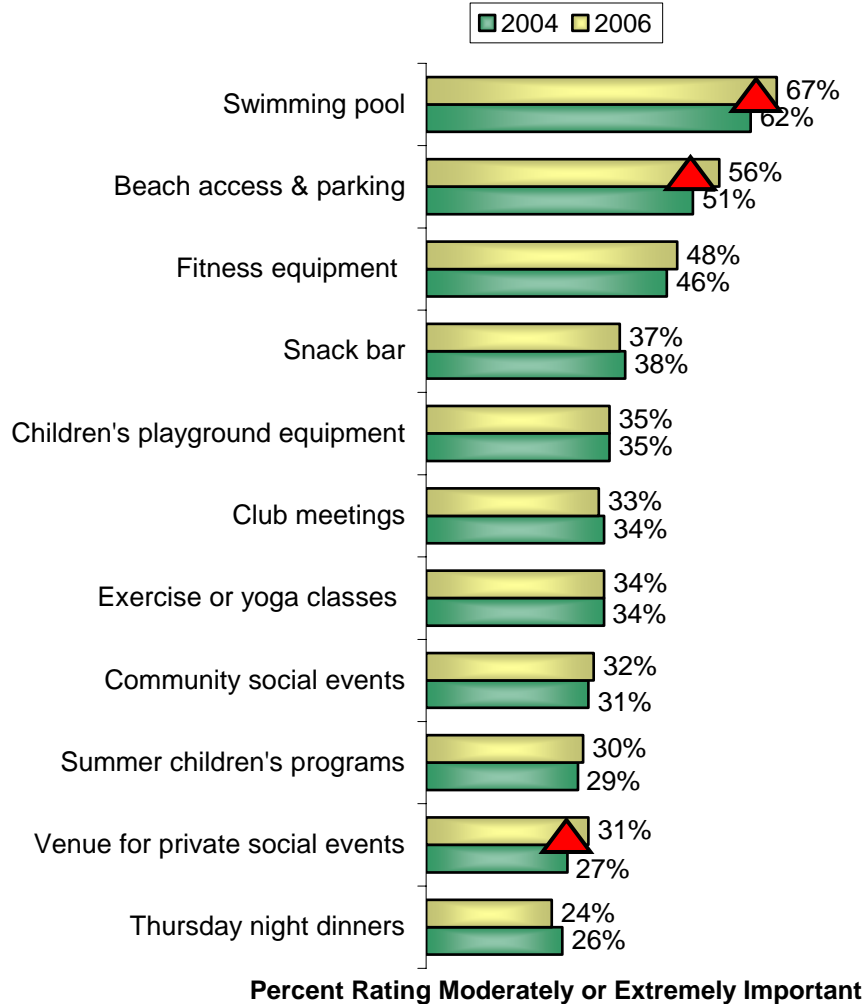 2004 2006
Swimming pool 67%
62%
Beach access & parking 56%
51%
Fitness equipment 48%
46%
Snack bar 37%
38%
Children's playground equipment 35%
35%
Club meetings 33%
34%
Exercise or yoga classes 34%
34%
Community social events 32%
31%
Summer children's programs 30%
29%
Venue for private social events 31%
27%
Thursday night dinners 24%
26%
Percent Rating Moderately or Extremely Important